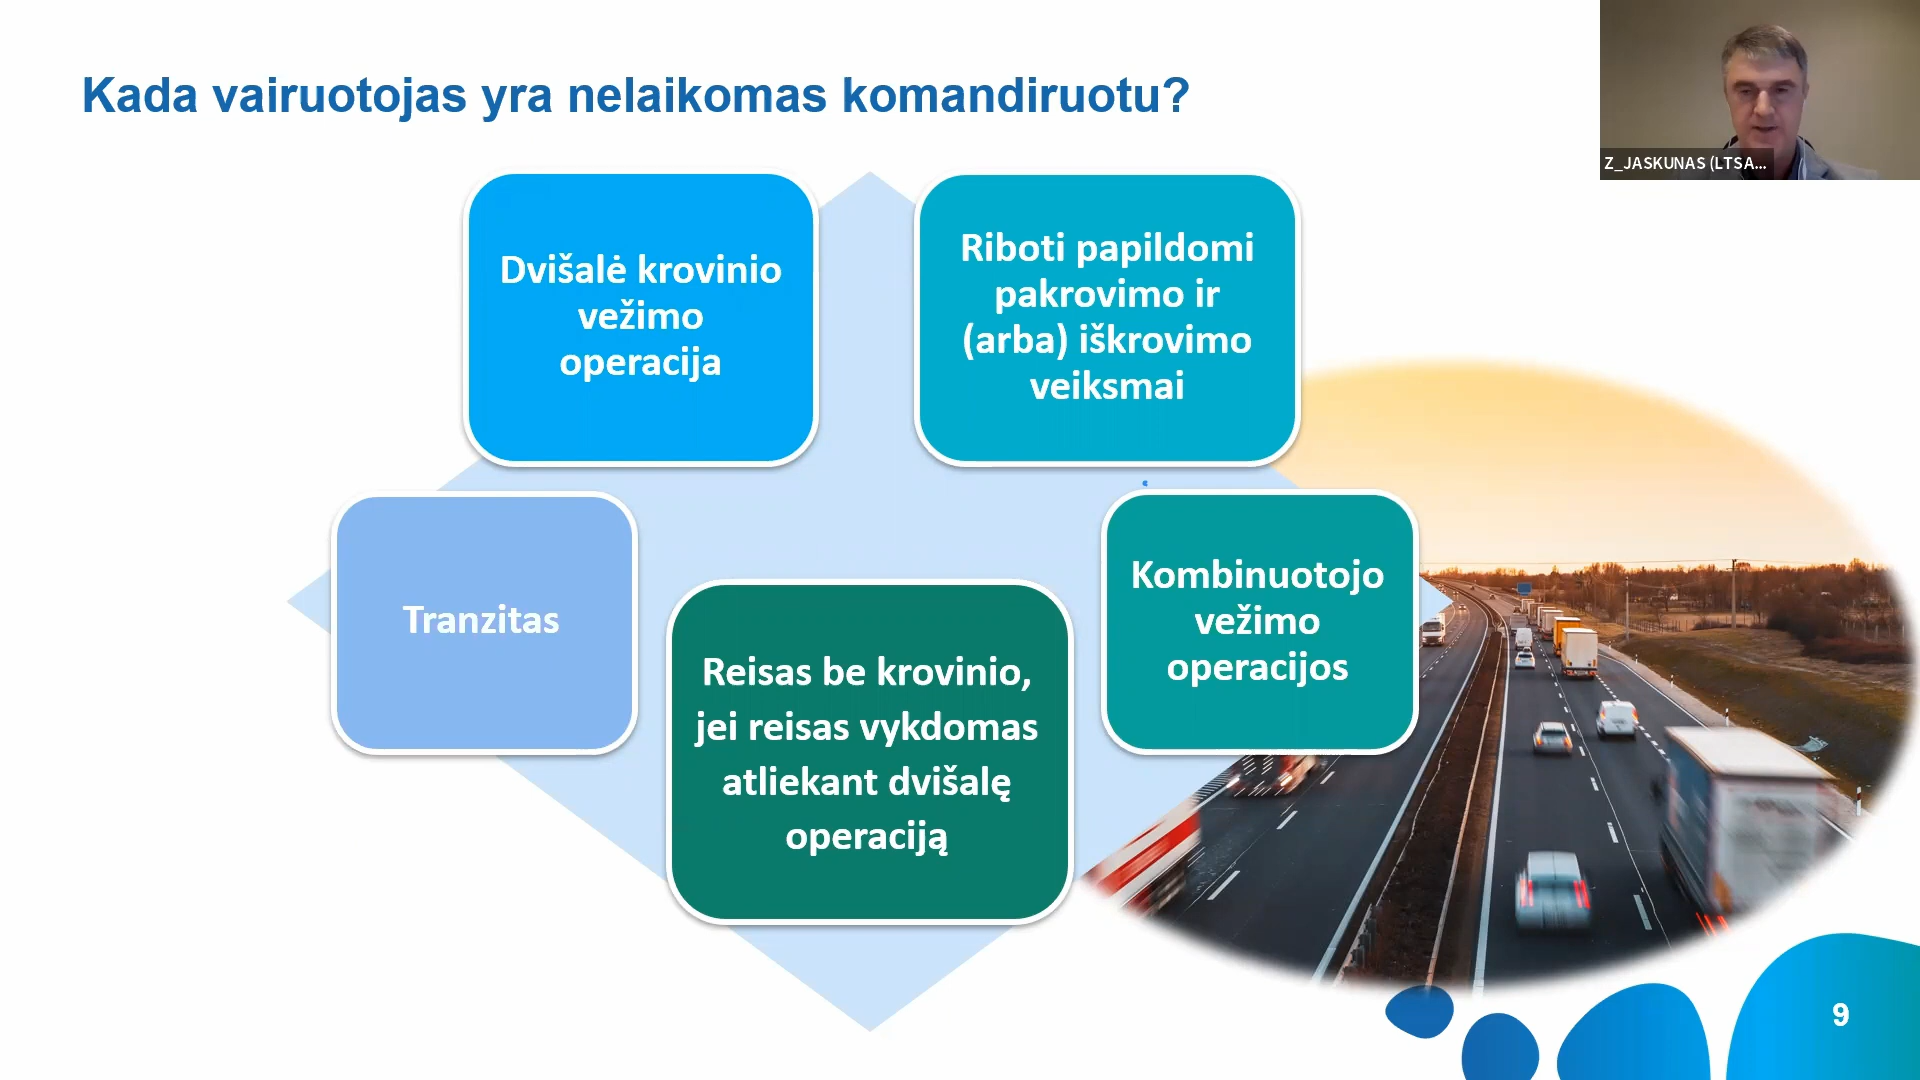 Kada vairuotojas yra nelaikomas komandiruotu?
Z_JASKUNAS (LTSA...
Dvišalė krovinio
vežimo
operacija
Riboti papildomi
pakrovimo ir
(arba) iškrovimo
veiksmai
Tranzitas
Reisas be krovinio,
jei reisas vykdomas
atliekant dvišalę
operaciją
Kombinuotojo
vežimo
operacijos
9